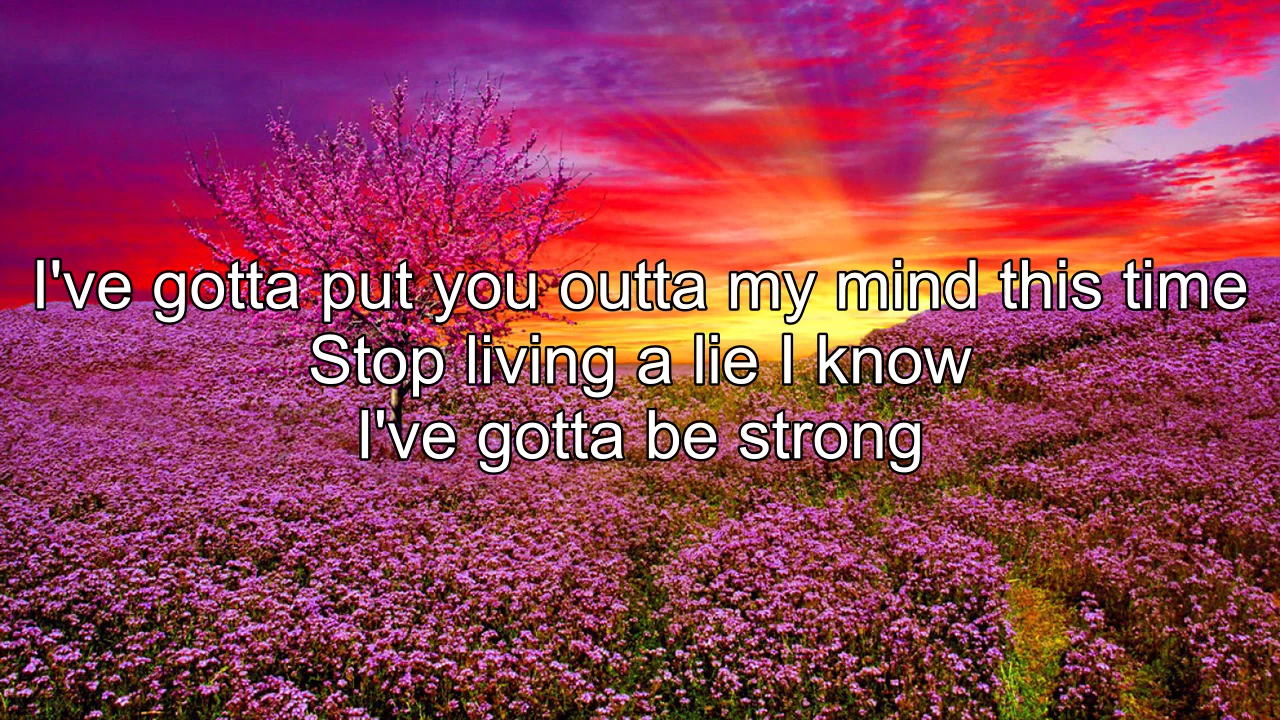 I've gotta put you outta my mind this time
Stop living a lie I know
I've gotta be strong